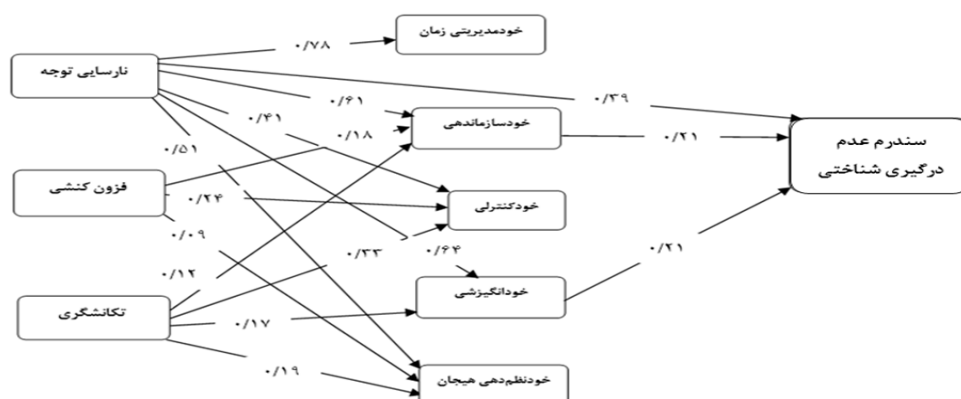 خودمدیریتی زمان
۰/۷۸
نارسایی توجه
۰/۳۹
۰/۶۱
خودسازماندهی
۰/۴۱
۰/۱۸
۰/۲۱
سندرم عدم
درگیری شناختی
۰/۵۱
فزون کنشی
۰/۲۴
خودکنترلی
۰/۰۹
۰/۳۳
۰/۶۴
۰/۲۱
۰/۱۲
خودانگیزشی
تکانشگری
۰/۱۷
۰/۱۹
خودنظم‌دهی هیجان